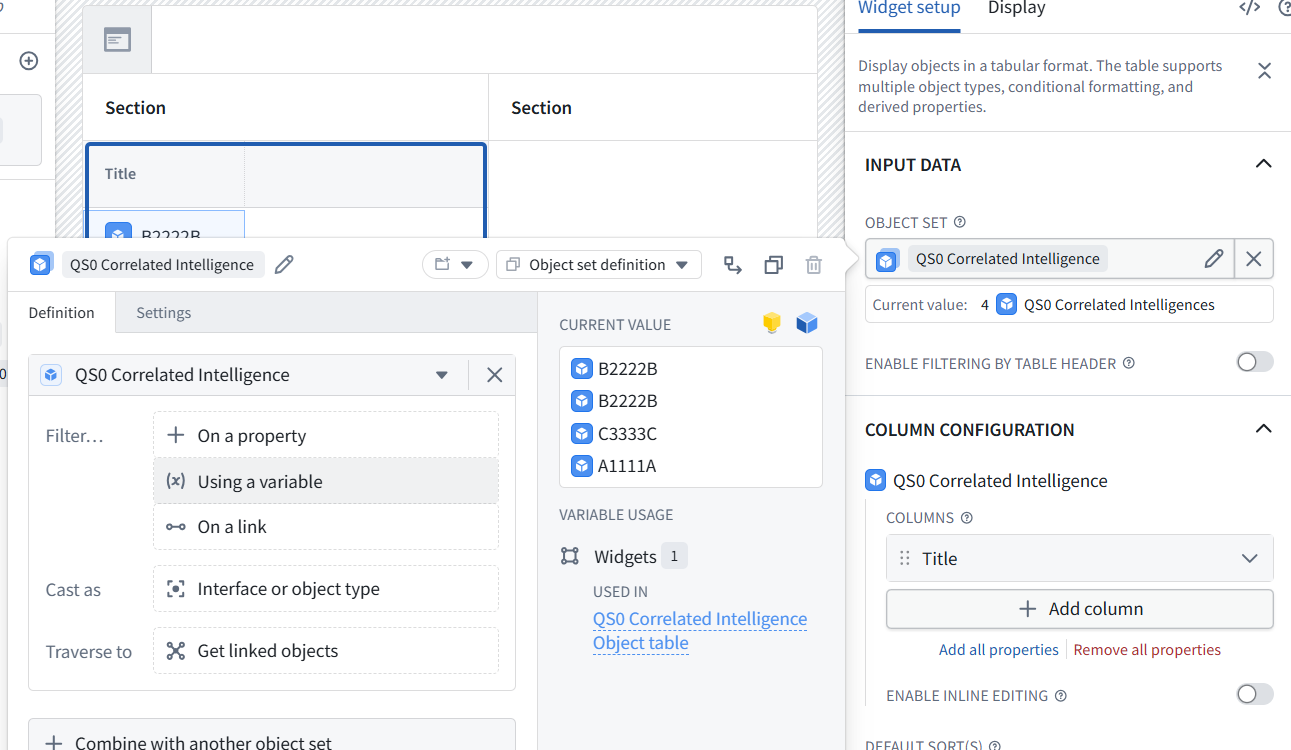 Widget setup
Display
</>
Display objects in a tabular format. The table supports
multiple object types, conditional formatting, and
derived properties.
Section
Section
Title
B2222B
INPUT DATA
OBJECT SET
QS0 Correlated Intelligence
Current value: 4 QS0 Correlated Intelligences
ENABLE FILTERING BY TABLE HEADER
COLUMN CONFIGURATION
QS0 Correlated Intelligence
COLUMNS
Title
Add column
Add all properties
Remove all properties
ENABLE INLINE EDITING
DEFAULT SORT(S)
QS0 Correlated Intelligence
Object set definition
Definition
Settings
QS0 Correlated Intelligence
Filter…
On a property
(x) Using a variable
On a link
Cast as
Interface or object type
Traverse to
Get linked objects
Combine with another object set
CURRENT VALUE
B2222B
B2222B
C3333C
A1111A
VARIABLE USAGE
Widgets 1
USED IN
QS0 Correlated Intelligence
Object table
0